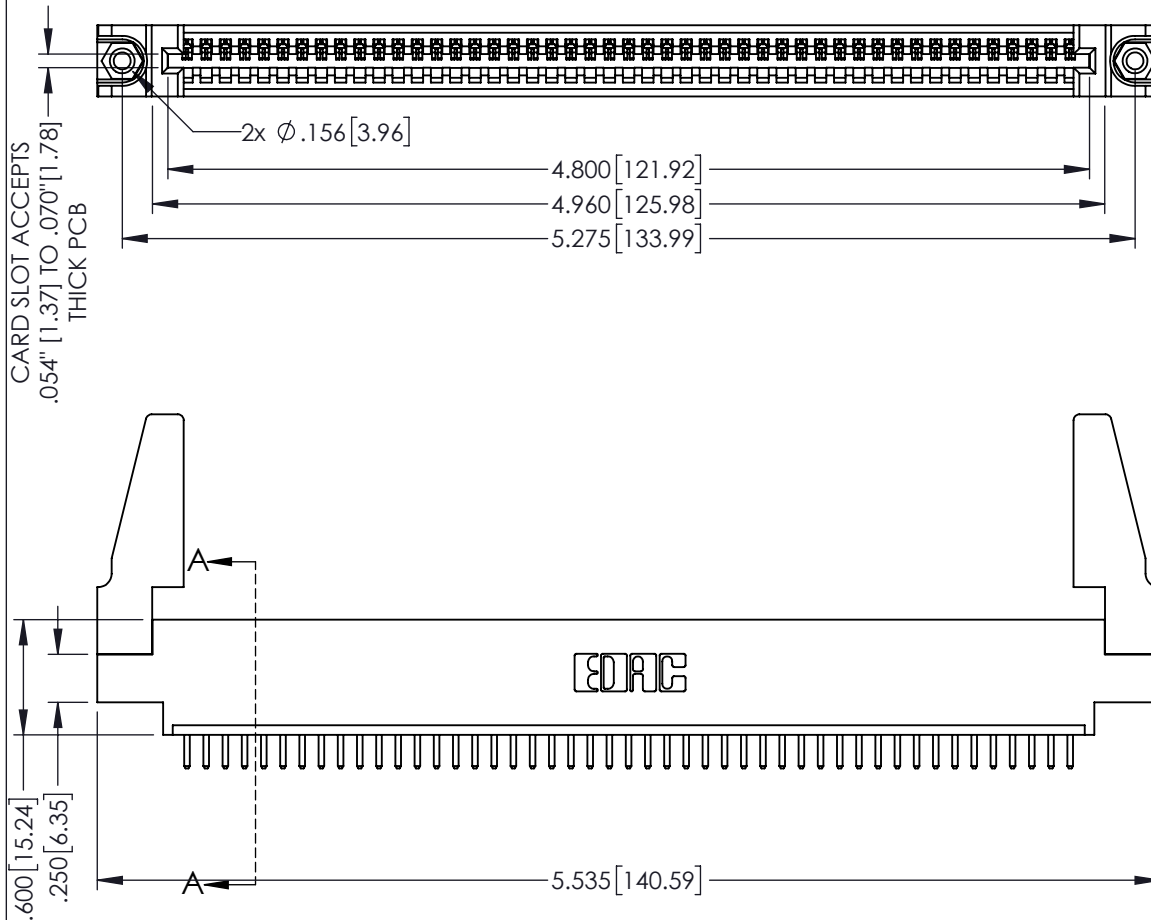 2x Ø.156[3.96]
4.800[121.92]
4.960[125.98]
5.275[133.99]
CARD SLOT ACCEPTS
.054" [1.37] TO .070"[1.78]
THICK PCB
A
EDAC
.600[15.24]
.250[6.35]
A
5.535[140.59]